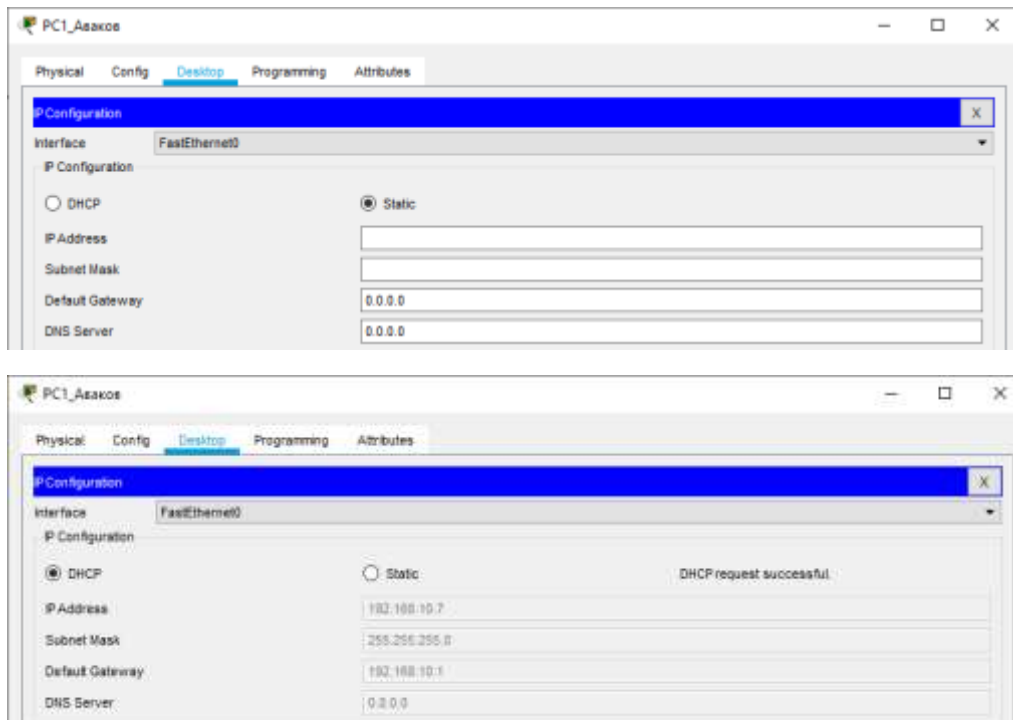 PC1_Аваков
Physical Config Desktop Programming Attributes
IP Configuration X
Interface FastEthernet0
IP Configuration
DHCP Static
IP Address
Subnet Mask
Default Gateway 0.0.0.0
DNS Server 0.0.0.0
PC1_Аваков
Physical Config Desktop Programming Attributes
IP Configuration X
Interface FastEthernet0
IP Configuration
DHCP Static DHCP request successful.
IP Address 192.168.10.7
Subnet Mask 255.255.255.0
Default Gateway 192.168.10.1
DNS Server 0.0.0.0